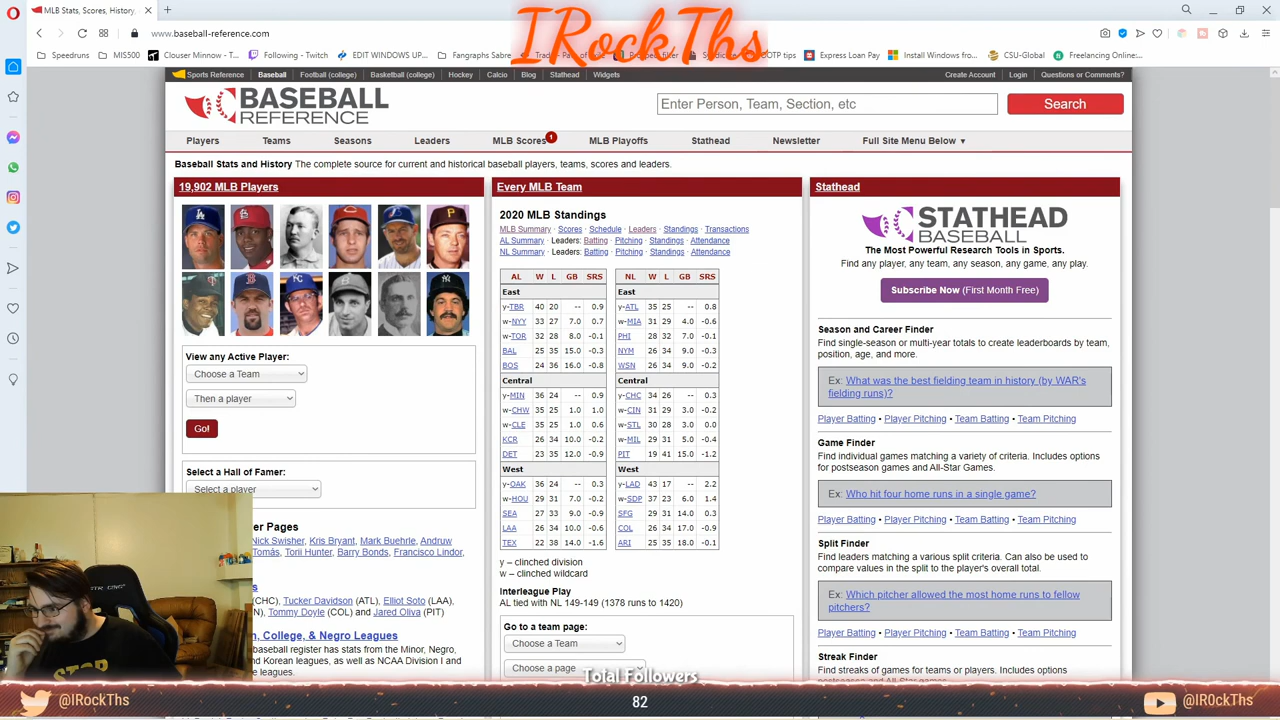 MLB Stats, Scores, History,
IRockThs
www.baseball-reference.com
Speedruns
MIS500
Clouser Minnow - T...
Following - Twitch
EDIT WINDOWS UP...
Fangraphs Sabre
OTP tips
Express Loan Pay
Install Windows fro...
CSU-Global
Freelancing Online:...
Sports Reference
Baseball
Football (college)
Basketball (college)
Hockey
Calcio
Blog
Stathead
Widgets
Create Account
Login
Questions or Comments?
BASEBALL
REFERENCE
Enter Person, Team, Section, etc
Search
Players
Teams
Seasons
Leaders
MLB Scores
1
MLB Playoffs
Stathead
Newsletter
Full Site Menu Below ▼
Baseball Stats and History The complete source for current and historical baseball players, teams, scores and leaders.
19,902 MLB Players
View any Active Player:
Choose a Team
Then a player
Go!
Select a Hall of Famer:
Select a player
er Pages
Nick Swisher, Kris Bryant, Mark Buehrle, Andruw
Tomás, Torii Hunter, Barry Bonds, Francisco Lindor,
s
(CHC), Tucker Davidson (ATL), Elliot Soto (LAA),
N), Tommy Doyle (COL) and Jared Oliva (PIT)
n, College, & Negro Leagues
baseball register has stats from the Minor, Negro,
nd Korean leagues, as well as NCAA Division I and
e leagues.
Every MLB Team
2020 MLB Standings
MLB Summary · Scores · Schedule · Leaders · Standings · Transactions
AL Summary · Leaders: Batting · Pitching · Standings · Attendance
NL Summary · Leaders: Batting · Pitching · Standings · Attendance
AL W L GB SRS
East
y-TBR 40 20 -- 0.9
w-NYY 33 27 7.0 0.7
w-TOR 32 28 8.0 -0.1
BAL 25 35 15.0 -0.3
BOS 24 36 16.0 -0.8
Central
y-MIN 36 24 -- 0.9
w-CHW 35 25 1.0 1.0
w-CLE 35 25 1.0 0.6
KCR 26 34 10.0 -0.2
DET 23 35 12.0 -0.9
West
y-OAK 36 24 -- 0.3
w-HOU 29 31 7.0 -0.2
SEA 27 33 9.0 -0.9
LAA 26 34 10.0 -0.6
TEX 22 38 14.0 -1.6
NL W L GB SRS
East
y-ATL 35 25 -- 0.8
w-MIA 31 29 4.0 -0.6
PHI 28 32 7.0 -0.1
NYM 26 34 9.0 -0.3
WSN 26 34 9.0 -0.2
Central
y-CHC 34 26 -- 0.3
w-CIN 31 29 3.0 -0.2
w-STL 30 28 3.0 0.0
w-MIL 29 31 5.0 -0.4
PIT 19 41 15.0 -1.2
West
y-LAD 43 17 -- 2.2
w-SDP 37 23 6.0 1.4
SFG 29 31 14.0 0.3
COL 26 34 17.0 -0.9
ARI 25 35 18.0 -0.1
y – clinched division
w – clinched wildcard
Interleague Play
AL tied with NL 149-149 (1378 runs to 1420)
Go to a team page:
Choose a Team
Choose a page
Stathead
STATHEAD
BASEBALL
The Most Powerful Research Tools in Sports.
Find any player, any team, any season, any game, any play.
Subscribe Now (First Month Free)
Season and Career Finder
Find single-season or multi-year totals to create leaderboards by team,
position, age, and more.
Ex: What was the best fielding team in history (by WAR's
fielding runs)?
Player Batting • Player Pitching • Team Batting • Team Pitching
Game Finder
Find individual games matching a variety of criteria. Includes options
for postseason games and All-Star Games.
Ex: Who hit four home runs in a single game?
Player Batting • Player Pitching • Team Batting • Team Pitching
Split Finder
Find leaders matching a various split criteria. Can also be used to
compare values in the split to the player's overall total.
Ex: Which pitcher allowed the most home runs to fellow
pitchers?
Player Batting • Player Pitching • Team Batting • Team Pitching
Streak Finder
Find streaks of games for teams or players. Includes options
Total Followers
82
@IRockThs
@IR0ckThs